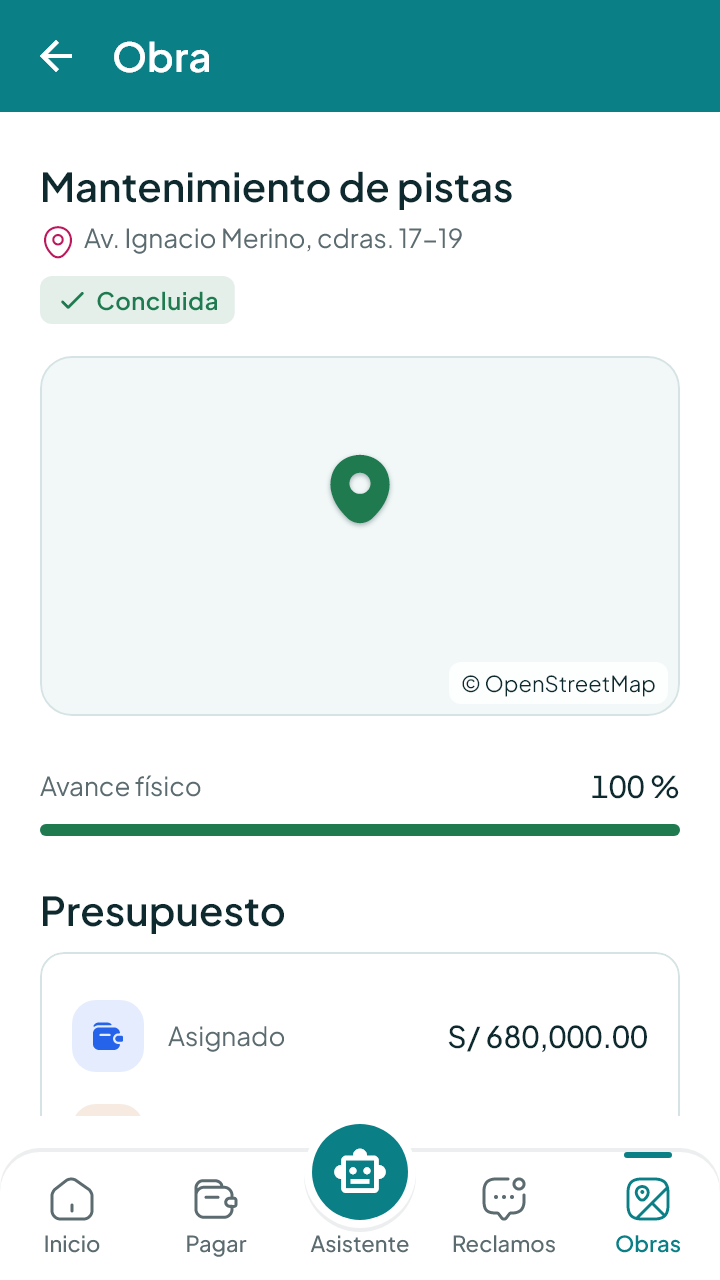 Obra
Mantenimiento de pistas
Av. Ignacio Merino, cdras. 17–19
Concluida
© OpenStreetMap
Avance físico 100 %
Presupuesto
Asignado S/ 680,000.00
Inicio Pagar Asistente Reclamos Obras